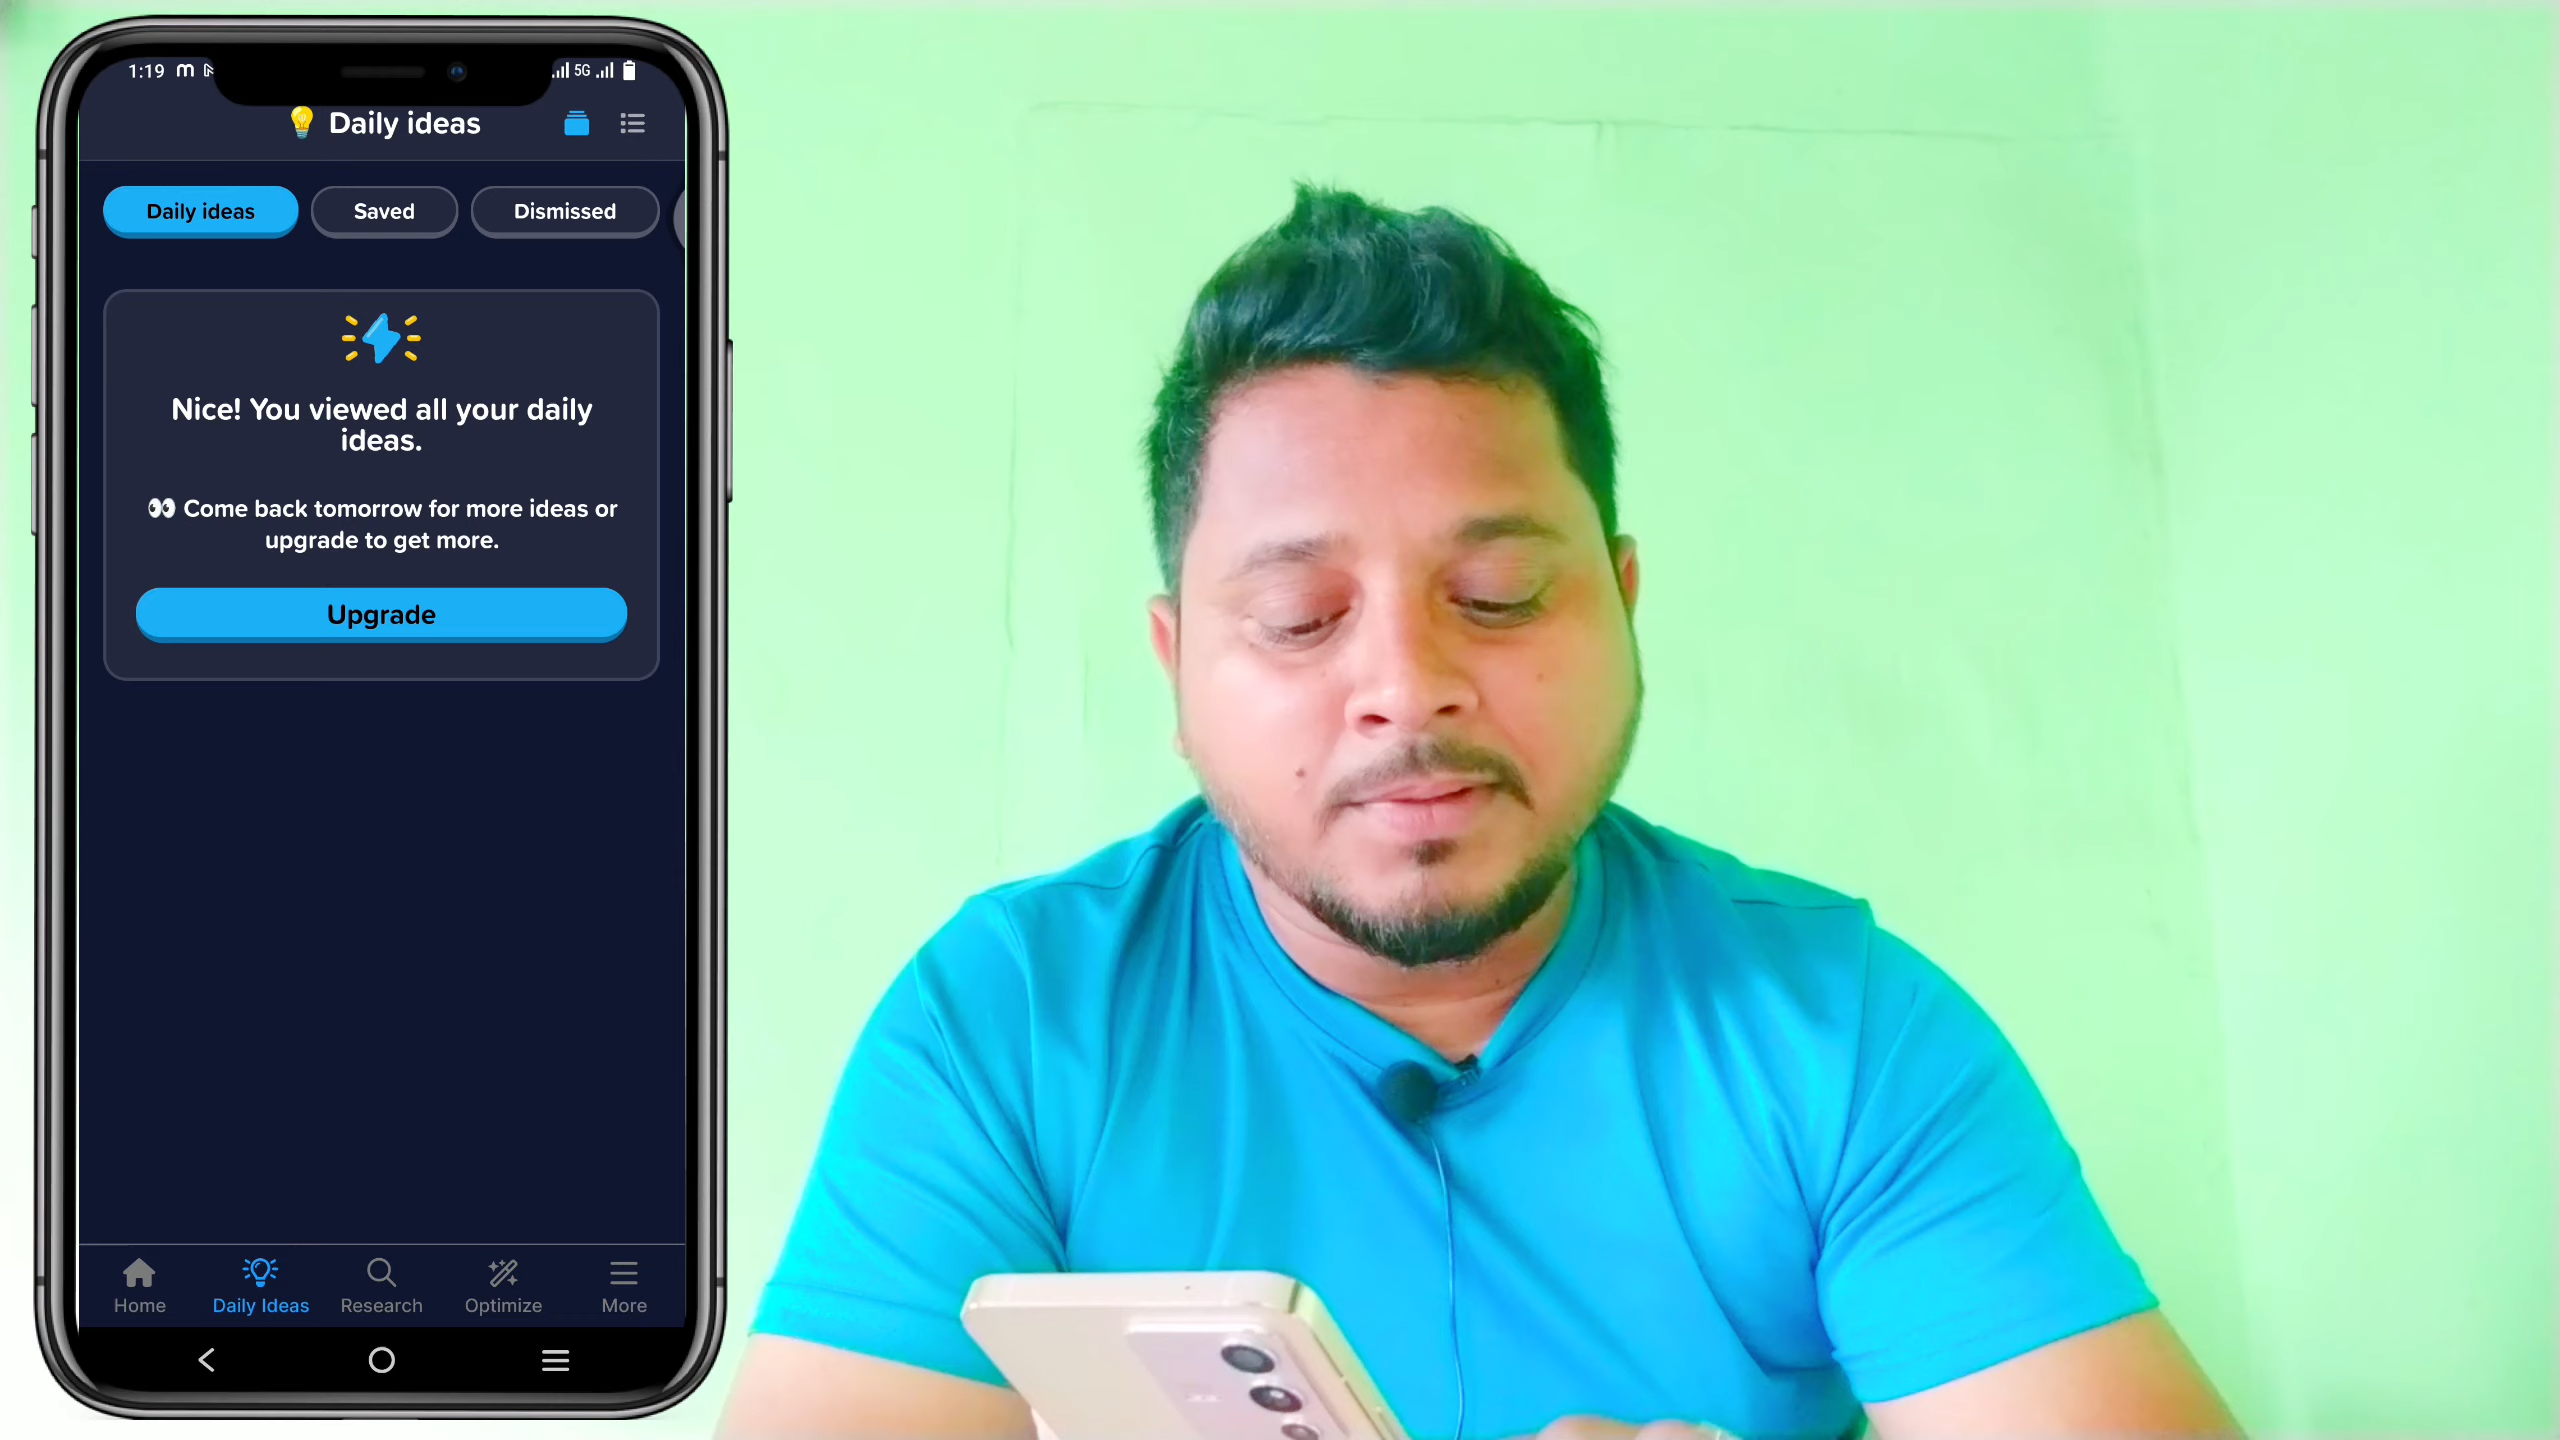 1:19
5G
💡 Daily ideas
Daily ideas
Saved
Dismissed
Nice! You viewed all your daily
ideas.
👀 Come back tomorrow for more ideas or
upgrade to get more.
Upgrade
Home
Daily Ideas
Research
Optimize
More